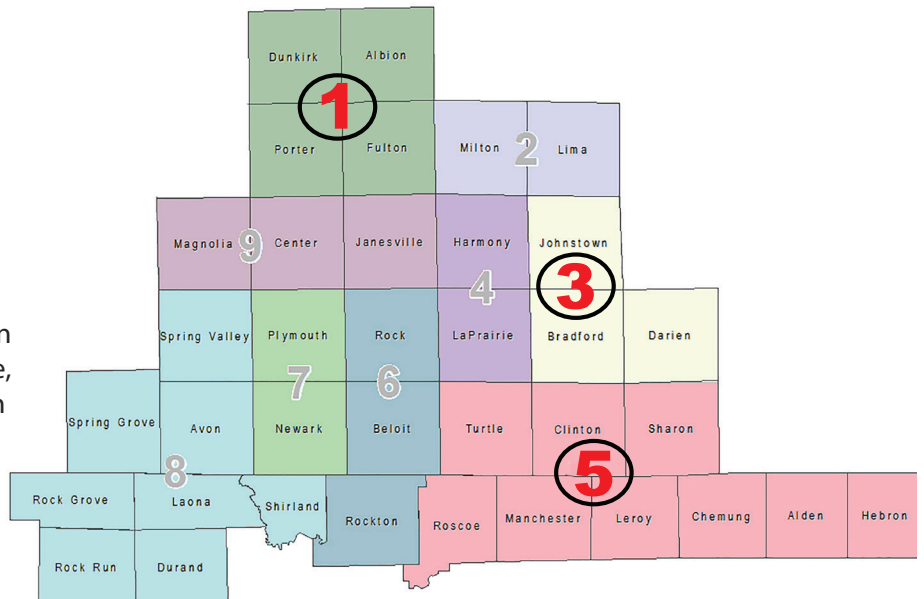 Dunkirk Albion
1
Porter Fulton Milton 2 Lima
Magnolia 9 Center Janesville Harmony Johnstown
4 3
Spring Valley Plymouth Rock LaPrairie Bradford Darien
n
e,
n
7 6
Spring Grove Avon Newark Beloit Turtle Clinton Sharon
8 5
Rock Grove Laona Shirland Rockton Roscoe Manchester Leroy Chemung Alden Hebron
Rock Run Durand